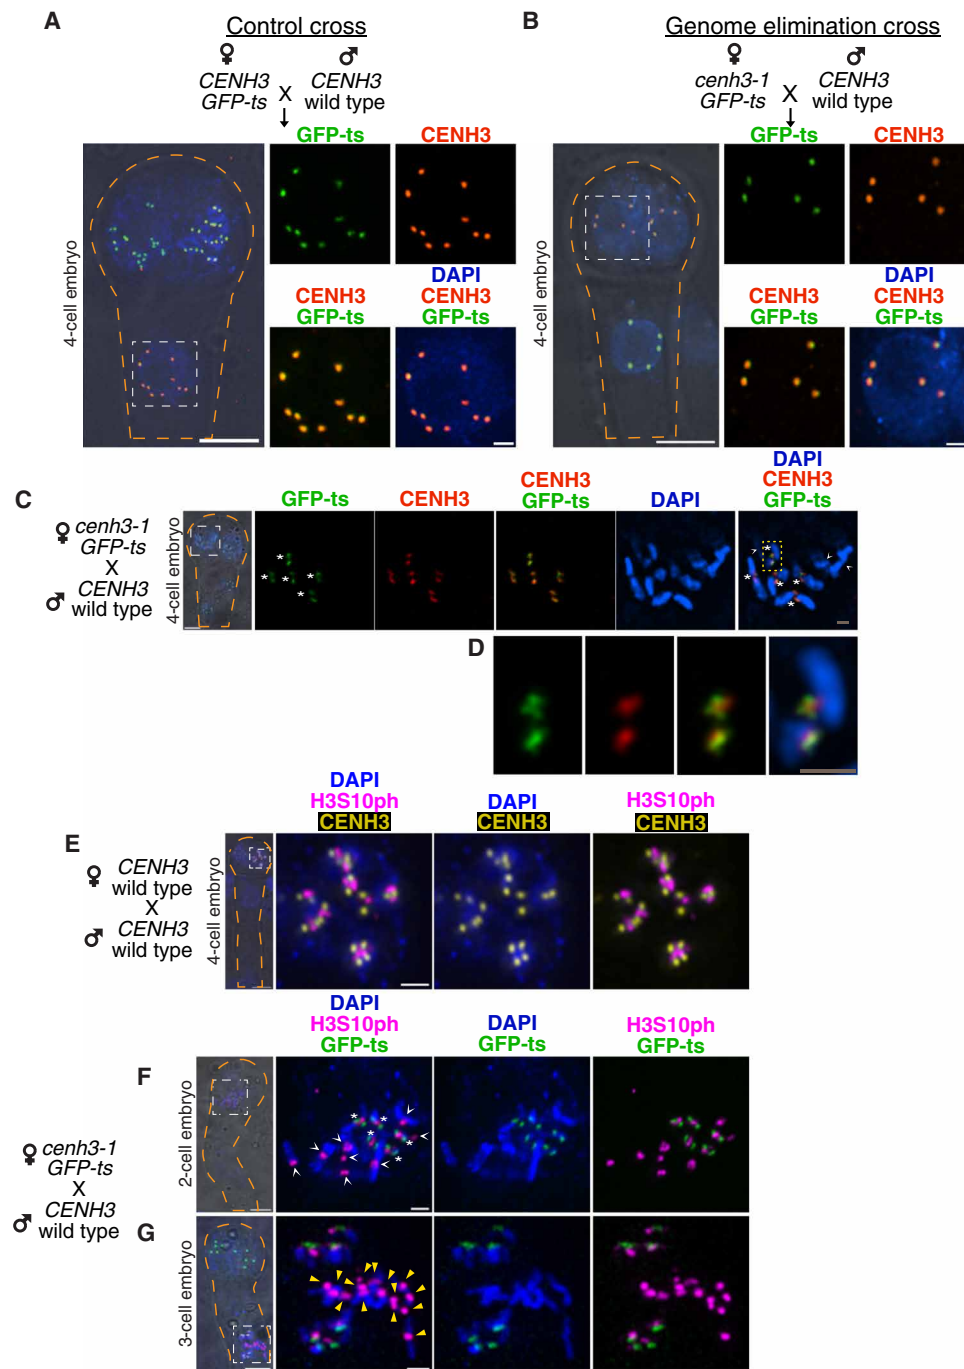 A
Control cross
♀ ♂
CENH3 GFP-ts X CENH3 wild type
B
Genome elimination cross
♀ ♂
cenh3-1 GFP-ts X CENH3 wild type
4-cell embryo
GFP-ts
CENH3
CENH3
GFP-ts
DAPI
CENH3
GFP-ts
4-cell embryo
GFP-ts
CENH3
CENH3
GFP-ts
DAPI
CENH3
GFP-ts
C
♀ cenh3-1
GFP-ts
X
♂ CENH3
wild type
4-cell embryo
GFP-ts
CENH3
CENH3
GFP-ts
DAPI
DAPI
CENH3
GFP-ts
D
E
♀ CENH3
wild type
X
♂ CENH3
wild type
4-cell embryo
DAPI
H3S10ph
CENH3
DAPI
CENH3
H3S10ph
CENH3
♀ cenh3-1
GFP-ts
X
♂ CENH3
wild type
DAPI
H3S10ph
GFP-ts
DAPI
GFP-ts
H3S10ph
GFP-ts
F
2-cell embryo
G
3-cell embryo